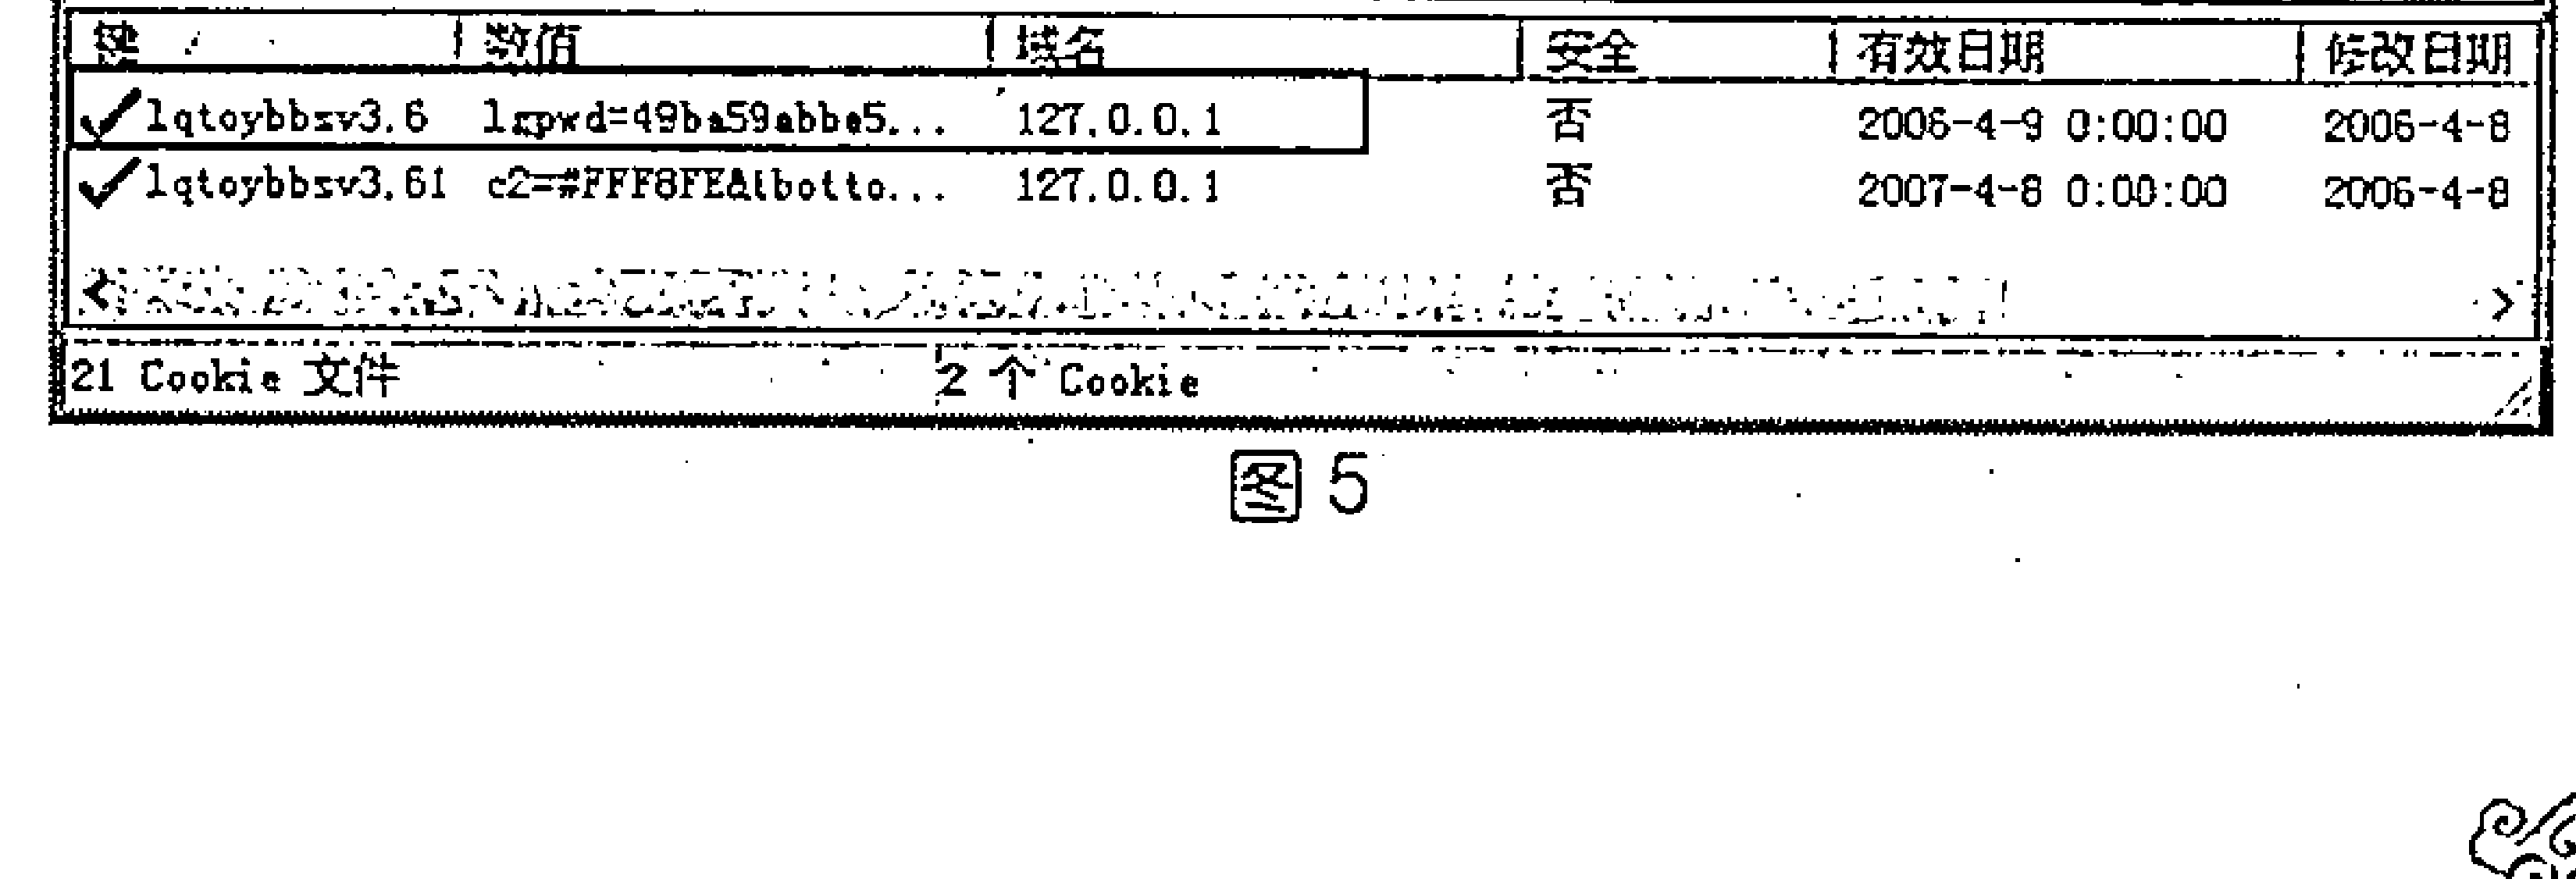 键 数值 域名 安全 有效日期 修改日期
lqtoybbsv3.6 lgpwd=49ba59abbe5... 127.0.0.1 否 2006-4-9 0:00:00 2006-4-8
lqtoybbsv3.61 c2=#FFF8FEA&botto... 127.0.0.1 否 2007-4-8 0:00:00 2006-4-8
21 Cookie 文件 2 个 Cookie
图 5